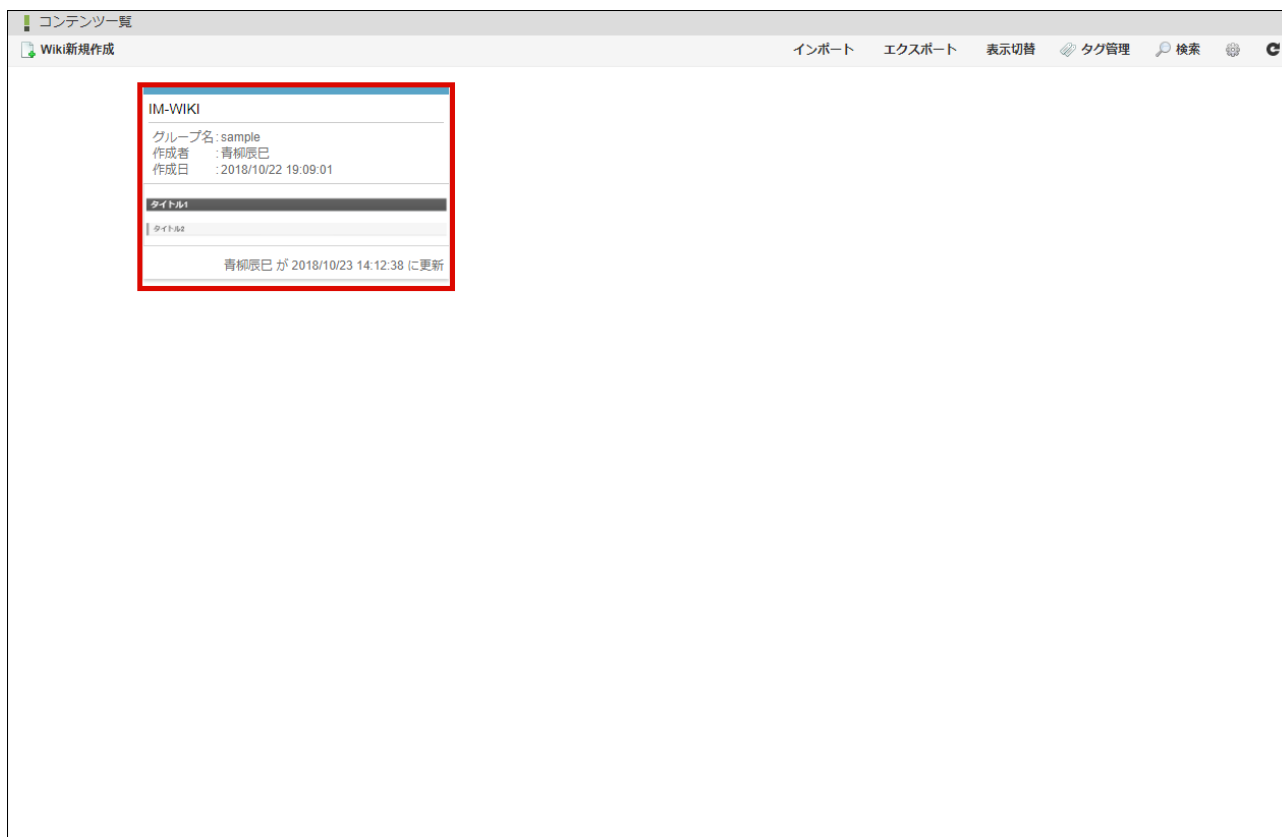 コンテンツ一覧
Wiki新規作成 インポート エクスポート 表示切替 タグ管理 検索
IM-WIKI
グループ名 : sample
作成者 : 青柳辰巳
作成日 : 2018/10/22 19:09:01
タイトル1
タイトル2
青柳辰巳 が 2018/10/23 14:12:38 に更新